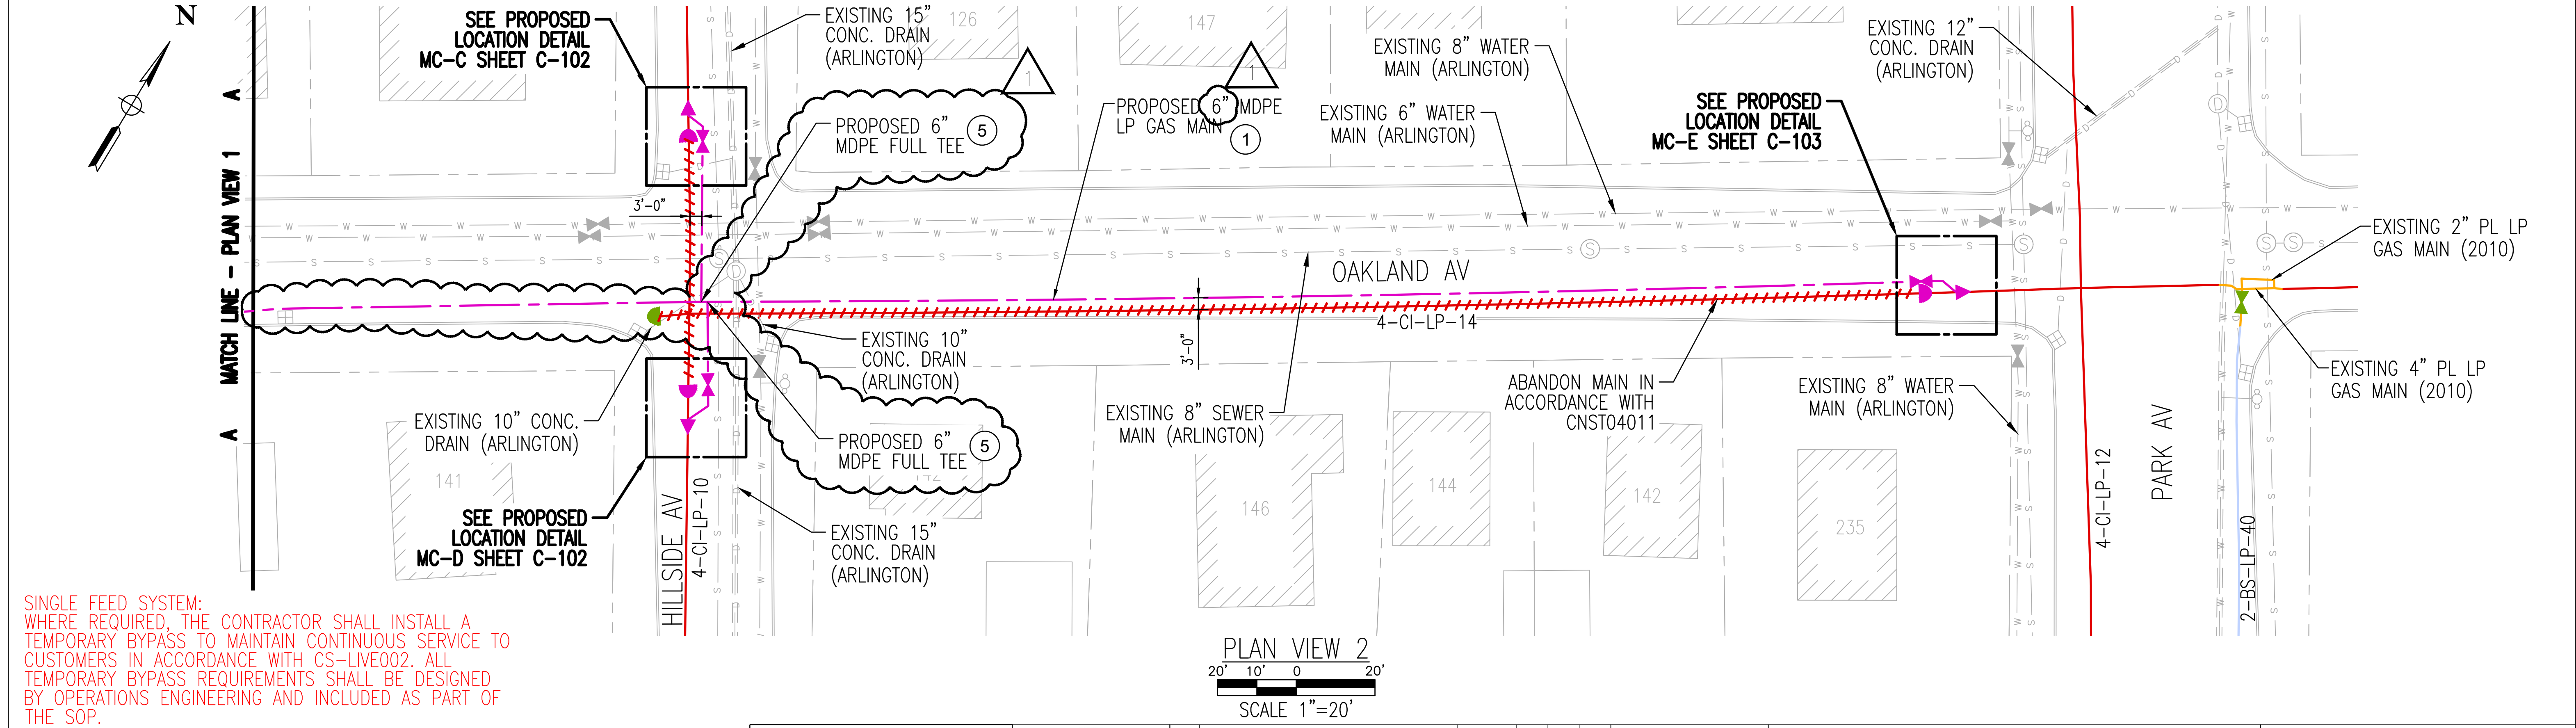 N
SEE PROPOSED
LOCATION DETAIL
MC-C SHEET C-102
EXISTING 15"
CONC. DRAIN
(ARLINGTON)
126
147
1
1
PROPOSED 6"
MDPE FULL TEE
5
PROPOSED 6" MDPE
LP GAS MAIN
1
EXISTING 8" WATER
MAIN (ARLINGTON)
EXISTING 6" WATER
MAIN (ARLINGTON)
SEE PROPOSED
LOCATION DETAIL
MC-E SHEET C-103
EXISTING 12"
CONC. DRAIN
(ARLINGTON)
EXISTING 2" PL LP
GAS MAIN (2010)
EXISTING 4" PL LP
GAS MAIN (2010)
A
MATCH LINE - PLAN VIEW 1
A
3'-0"
OAKLAND AV
4-CI-LP-14
3'-0"
EXISTING 10"
CONC. DRAIN
(ARLINGTON)
EXISTING 10" CONC.
DRAIN (ARLINGTON)
PROPOSED 6"
MDPE FULL TEE
5
EXISTING 8" SEWER
MAIN (ARLINGTON)
ABANDON MAIN IN
ACCORDANCE WITH
CNST04011
EXISTING 8" WATER
MAIN (ARLINGTON)
141
146
144
142
235
SEE PROPOSED
LOCATION DETAIL
MC-D SHEET C-102
HILLSIDE AV
4-CI-LP-10
EXISTING 15"
CONC. DRAIN
(ARLINGTON)
4-CI-LP-12
PARK AV
2-BS-LP-40
SINGLE FEED SYSTEM:
WHERE REQUIRED, THE CONTRACTOR SHALL INSTALL A
TEMPORARY BYPASS TO MAINTAIN CONTINUOUS SERVICE TO
CUSTOMERS IN ACCORDANCE WITH CS-LIVE002. ALL
TEMPORARY BYPASS REQUIREMENTS SHALL BE DESIGNED
BY OPERATIONS ENGINEERING AND INCLUDED AS PART OF
THE SOP.
PLAN VIEW 2
20' 10' 0 20'
SCALE 1"=20'